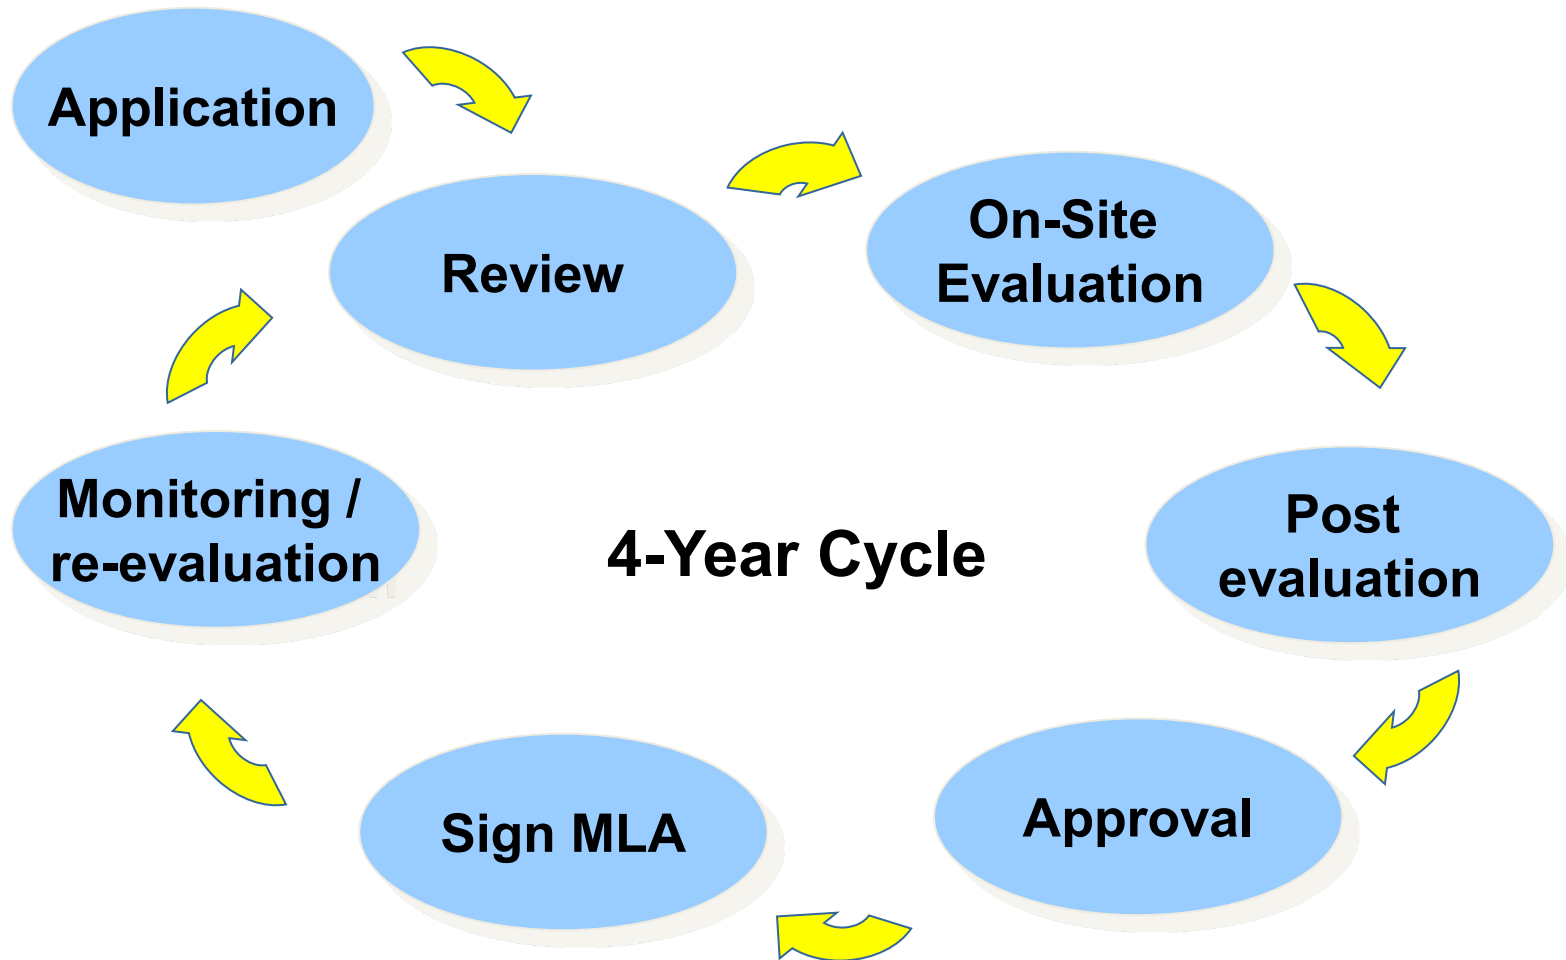 Application
Review
On-Site
Evaluation
Post
evaluation
Approval
Sign MLA
Monitoring /
re-evaluation
4-Year Cycle